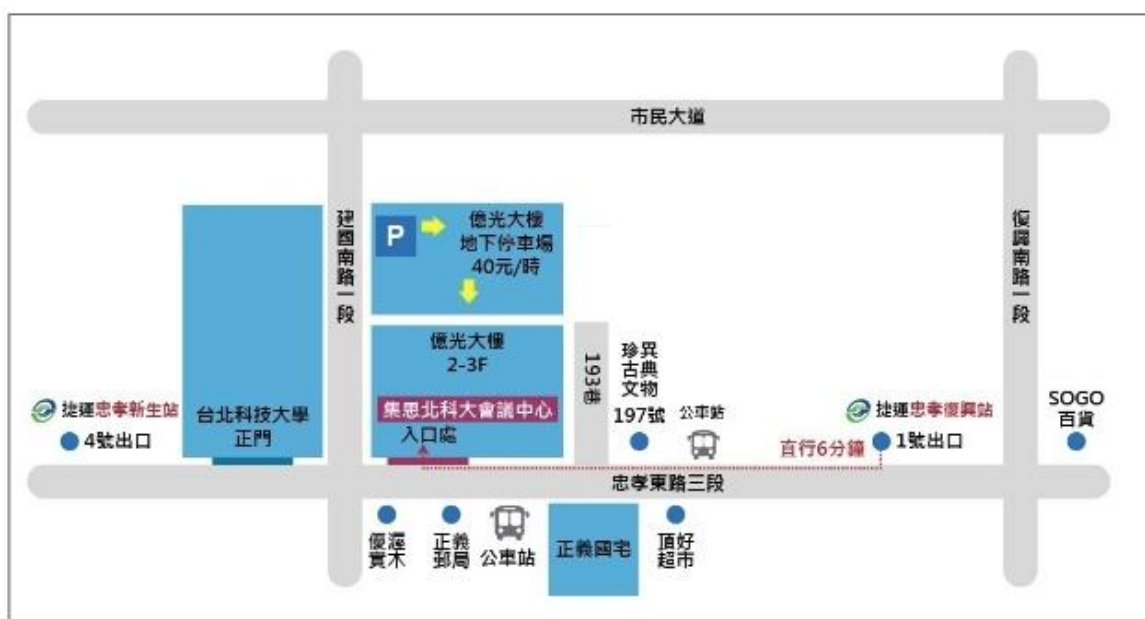 市民大道
建國南路一段
復興南路一段
P
億光大樓
地下停車場
40元/時
億光大樓
2-3F
集思北科大會議中心
入口處
193巷
珍異
古典
文物
197號
公車站
捷運忠孝新生站
4號出口
台北科技大學
正門
捷運忠孝復興站
1號出口
直行6分鐘
SOGO
百貨
忠孝東路三段
優渥
實木
正義
郵局
公車站
正義國宅
頂好
超市